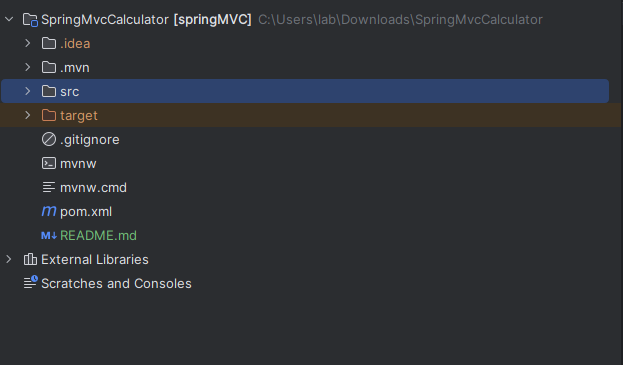 SpringMvcCalculator [springMVC] C:\Users\lab\Downloads\SpringMvcCalculator
.idea
.mvn
src
target
.gitignore
mvnw
mvnw.cmd
m pom.xml
M↓ README.md
External Libraries
Scratches and Consoles